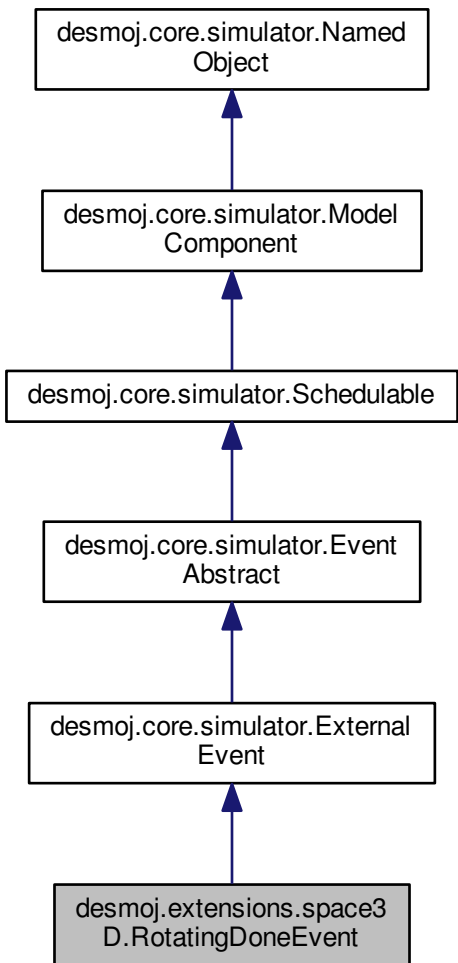 desmoj.core.simulator.Named
Object
desmoj.core.simulator.Model
Component
desmoj.core.simulator.Schedulable
desmoj.core.simulator.Event
Abstract
desmoj.core.simulator.External
Event
desmoj.extensions.space3
D.RotatingDoneEvent